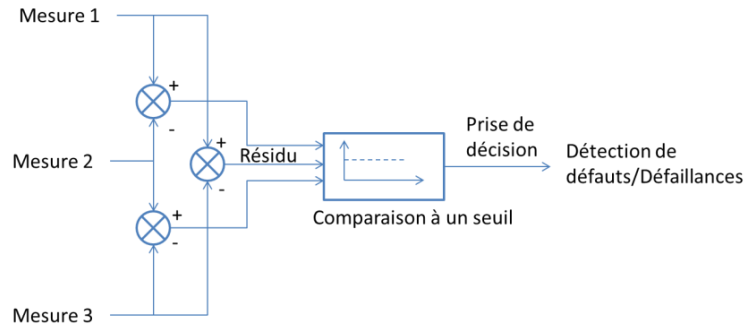 Mesure 1
+
-
Mesure 2
+
Résidu
-
+
-
Mesure 3
Comparaison à un seuil
Prise de
décision
Détection de
défauts/Défaillances